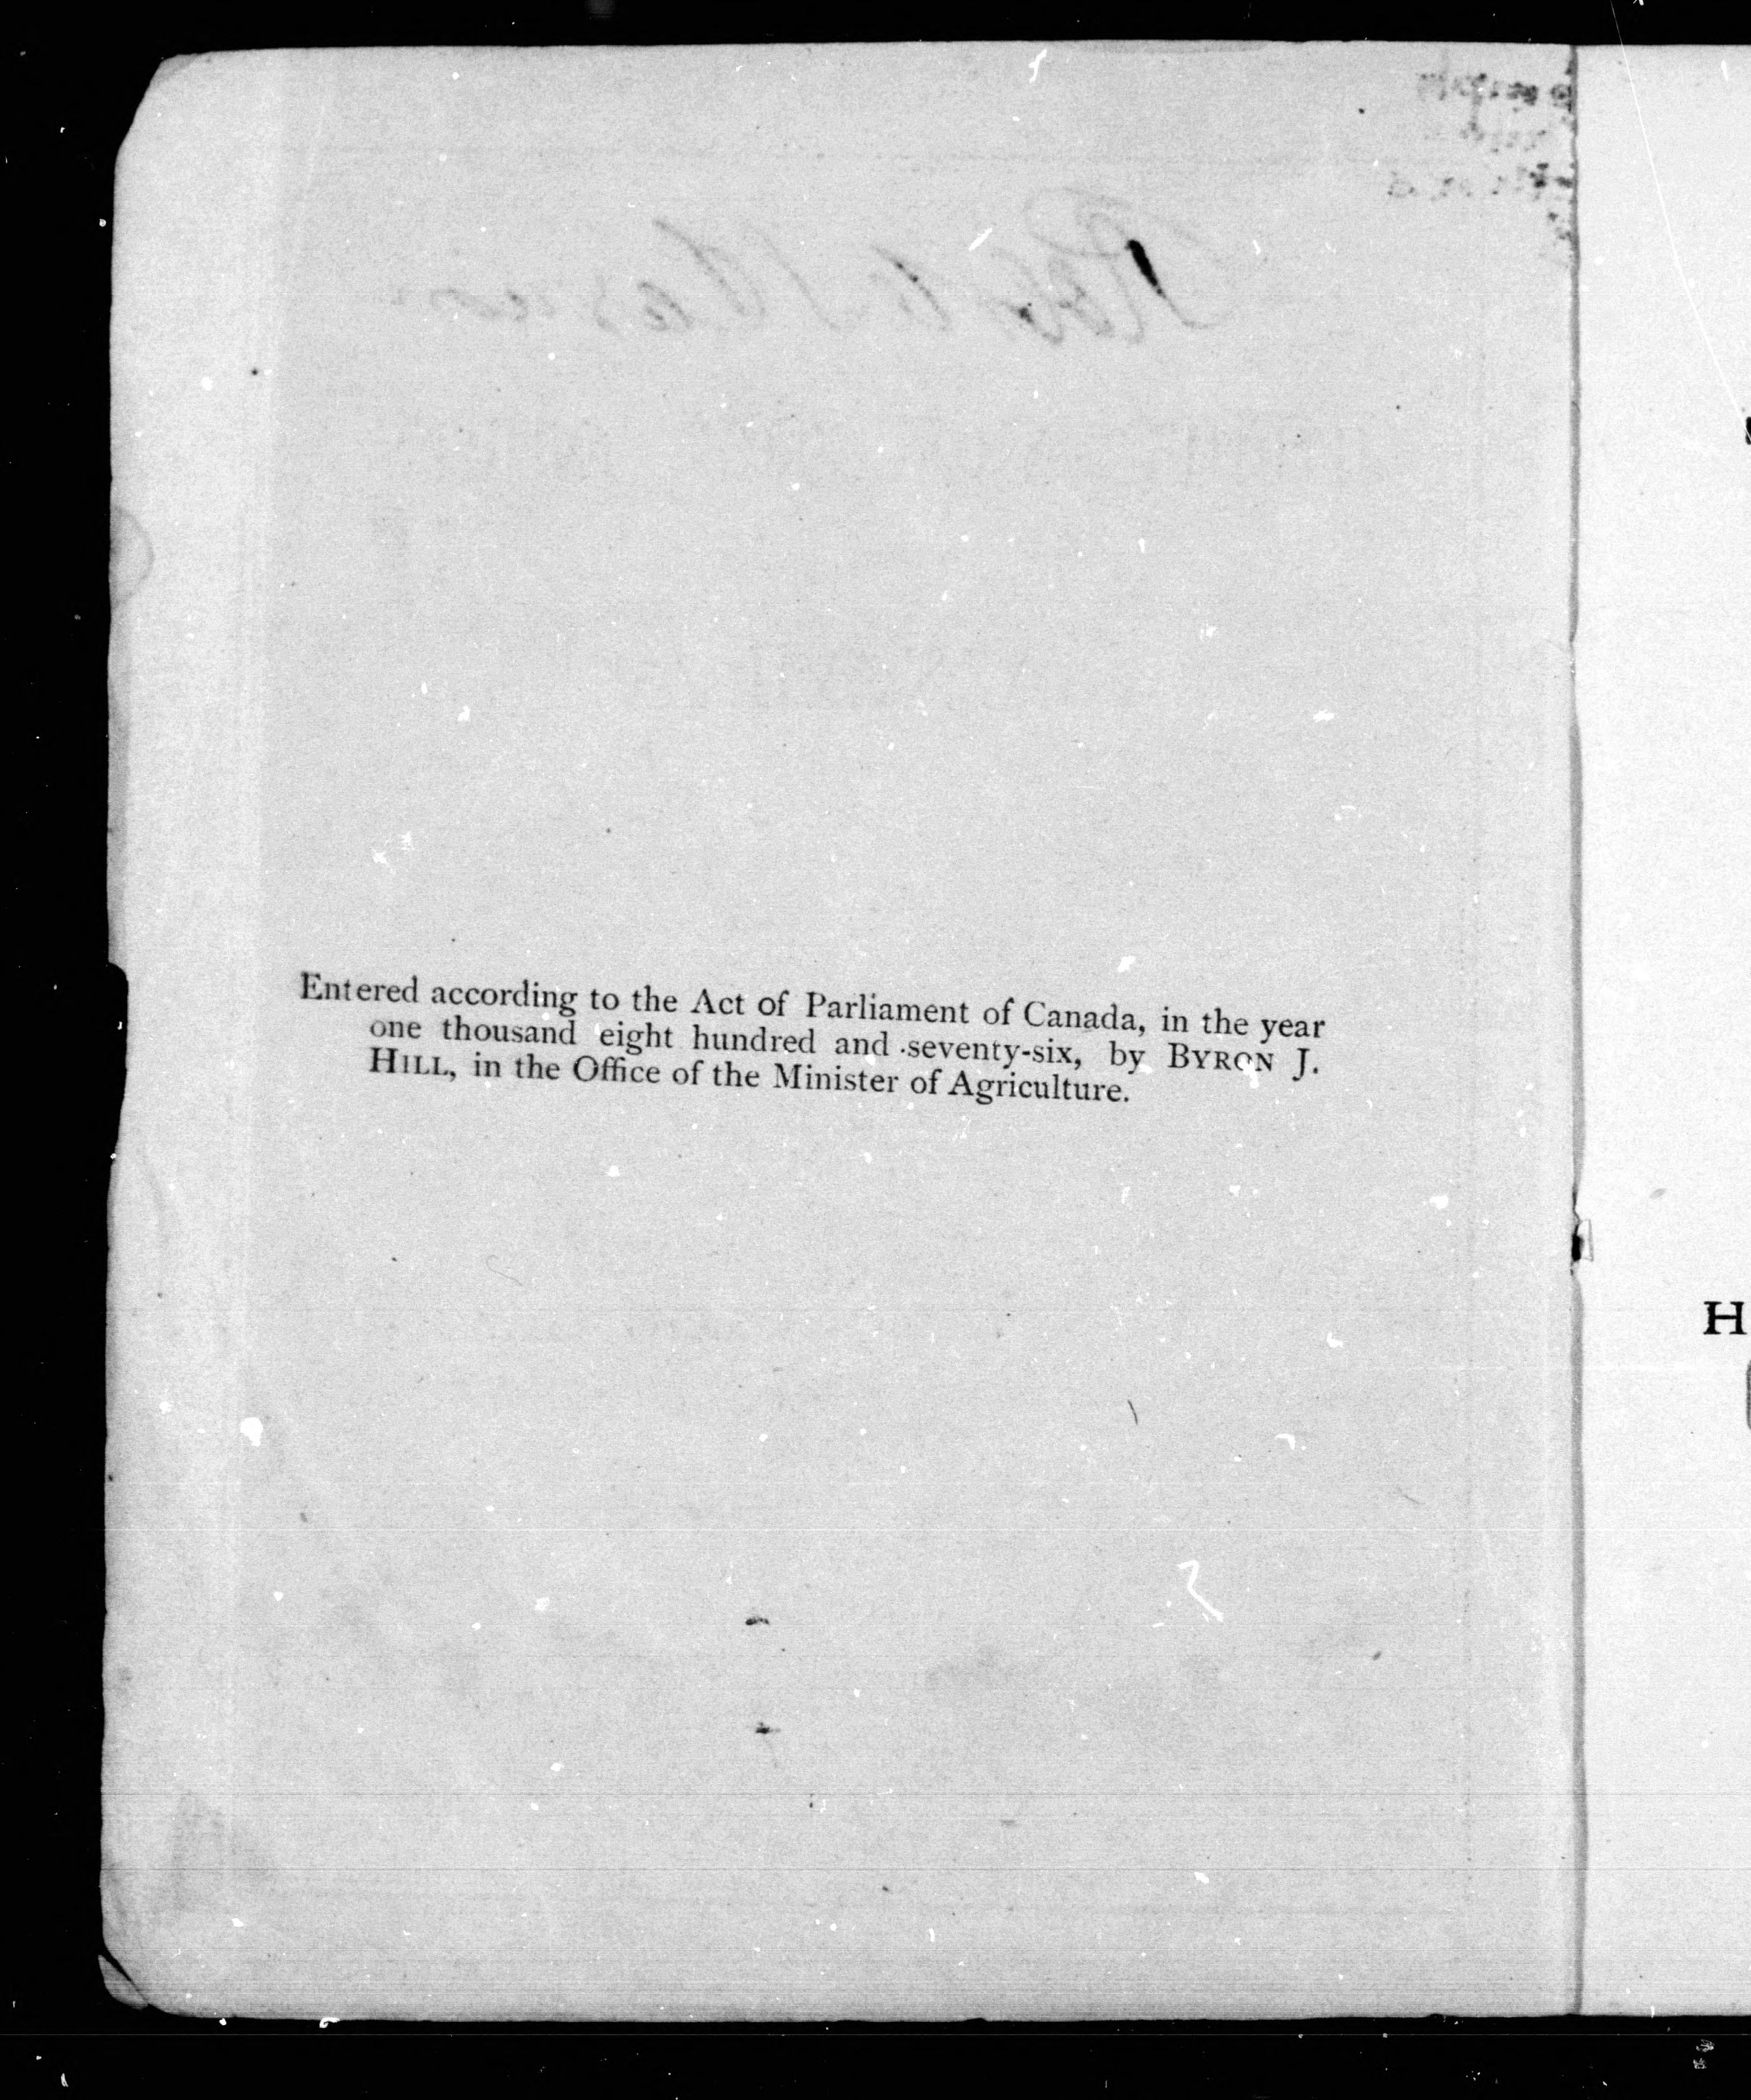 Entered according to the Act of Parliament of Canada, in the year
one thousand eight hundred and seventy-six, by BYRON J.
HILL, in the Office of the Minister of Agriculture.
H